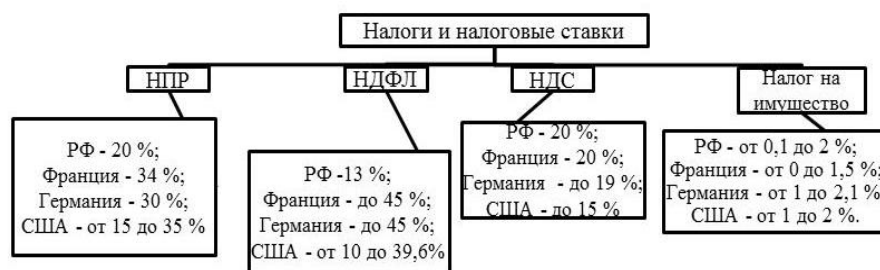 Налоги и налоговые ставки
НПР
НДФЛ
НДС
Налог на
имущество
РФ - 20 %;
Франция - 34 %;
Германия - 30 %;
США - от 15 до 35 %
РФ -13 %;
Франция - до 45 %;
Германия - до 45 %;
США - от 10 до 39,6%
РФ - 20 %;
Франция - 20 %;
Германия - до 19 %;
США - до 15 %
РФ - от 0,1 до 2 %;
Франция - от 0 до 1,5 %;
Германия - от 1 до 2,1 %;
США - от 1 до 2 %.